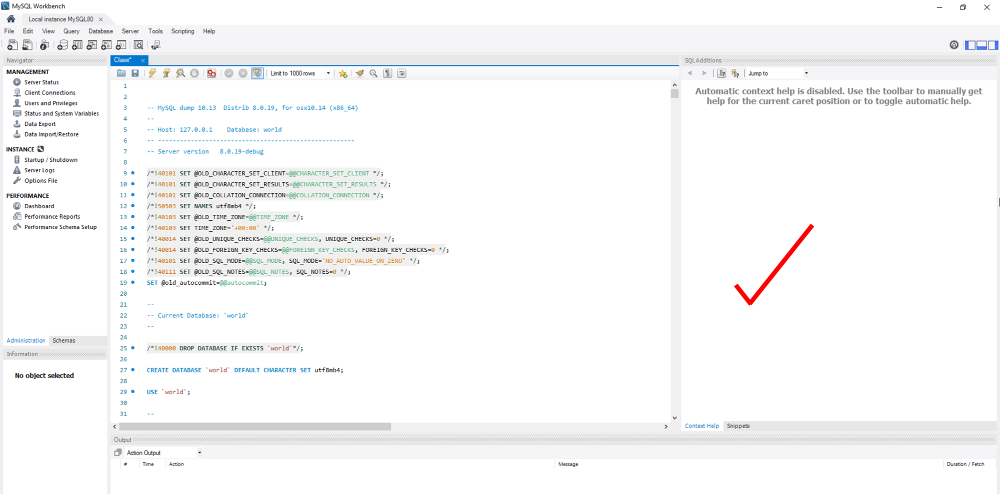 MySQL Workbench
Local instance MySQL80
File Edit View Query Database Server Tools Scripting Help
Navigator
MANAGEMENT
Server Status
Client Connections
Users and Privileges
Status and System Variables
Data Export
Data Import/Restore
INSTANCE
Startup / Shutdown
Server Logs
Options File
PERFORMANCE
Dashboard
Performance Reports
Performance Schema Setup
Administration Schemas
Information
No object selected
Clase*
Limit to 1000 rows
1
2
3 -- MySQL dump 10.13  Distrib 8.0.19, for osx10.14 (x86_64)
4 --
5 -- Host: 127.0.0.1    Database: world
6 -- ------------------------------------------------------
7 -- Server version   8.0.19-debug
8
9 /*!40101 SET @OLD_CHARACTER_SET_CLIENT=@@CHARACTER_SET_CLIENT */;
10 /*!40101 SET @OLD_CHARACTER_SET_RESULTS=@@CHARACTER_SET_RESULTS */;
11 /*!40101 SET @OLD_COLLATION_CONNECTION=@@COLLATION_CONNECTION */;
12 /*!50503 SET NAMES utf8mb4 */;
13 /*!40103 SET @OLD_TIME_ZONE=@@TIME_ZONE */;
14 /*!40103 SET TIME_ZONE='+00:00' */;
15 /*!40014 SET @OLD_UNIQUE_CHECKS=@@UNIQUE_CHECKS, UNIQUE_CHECKS=0 */;
16 /*!40014 SET @OLD_FOREIGN_KEY_CHECKS=@@FOREIGN_KEY_CHECKS, FOREIGN_KEY_CHECKS=0 */;
17 /*!40101 SET @OLD_SQL_MODE=@@SQL_MODE, SQL_MODE='NO_AUTO_VALUE_ON_ZERO' */;
18 /*!40111 SET @OLD_SQL_NOTES=@@SQL_NOTES, SQL_NOTES=0 */;
19 SET @old_autocommit=@@autocommit;
20
21 --
22 -- Current Database: `world`
23 --
24
25 /*!40000 DROP DATABASE IF EXISTS `world`*/;
26
27 CREATE DATABASE `world` DEFAULT CHARACTER SET utf8mb4;
28
29 USE `world`;
30
31 --
SQLAdditions
Jump to
Automatic context help is disabled. Use the toolbar to manually get
help for the current caret position or to toggle automatic help.
Context Help Snippets
Output
Action Output
# Time Action Message Duration / Fetch